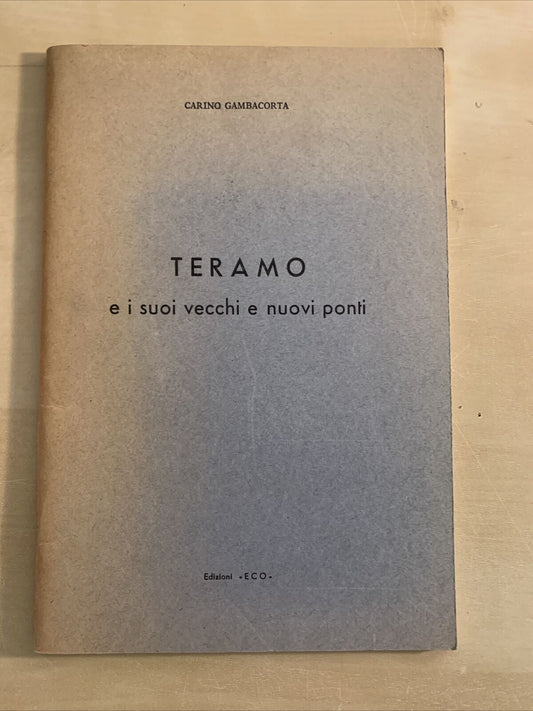 CARINO GAMBACORTA
TERAMO
e i suoi vecchi e nuovi ponti
Edizioni «ECO»